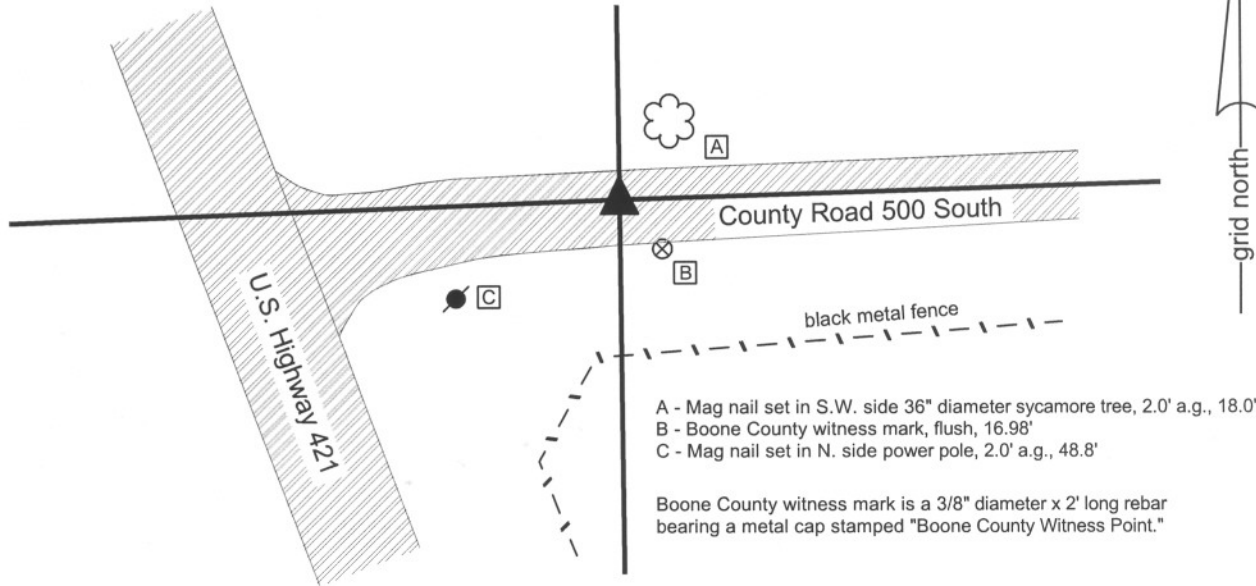 A
County Road 500 South
B
C
U.S. Highway 421
grid north
black metal fence
A - Mag nail set in S.W. side 36" diameter sycamore tree, 2.0' a.g., 18.0'
B - Boone County witness mark, flush, 16.98'
C - Mag nail set in N. side power pole, 2.0' a.g., 48.8'
Boone County witness mark is a 3/8" diameter x 2' long rebar
bearing a metal cap stamped "Boone County Witness Point."